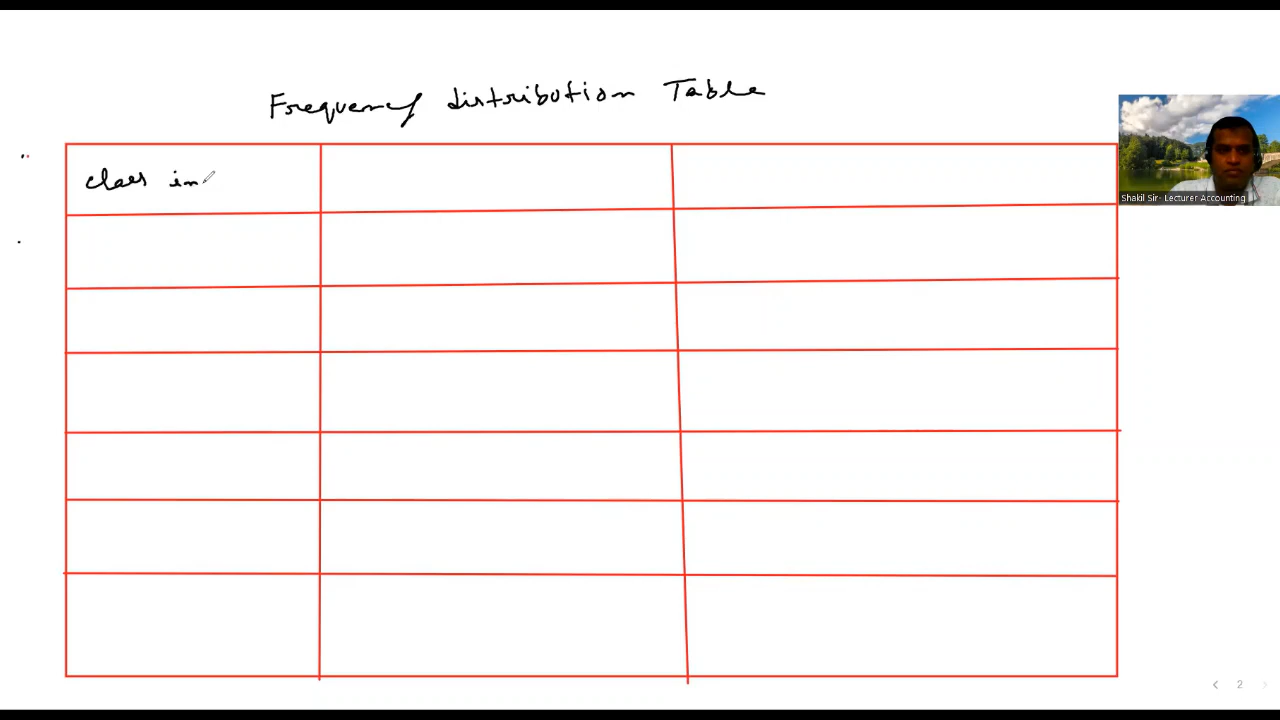 Frequency distribution Table
class in
Shakil Sir- Lecturer Accounting
2